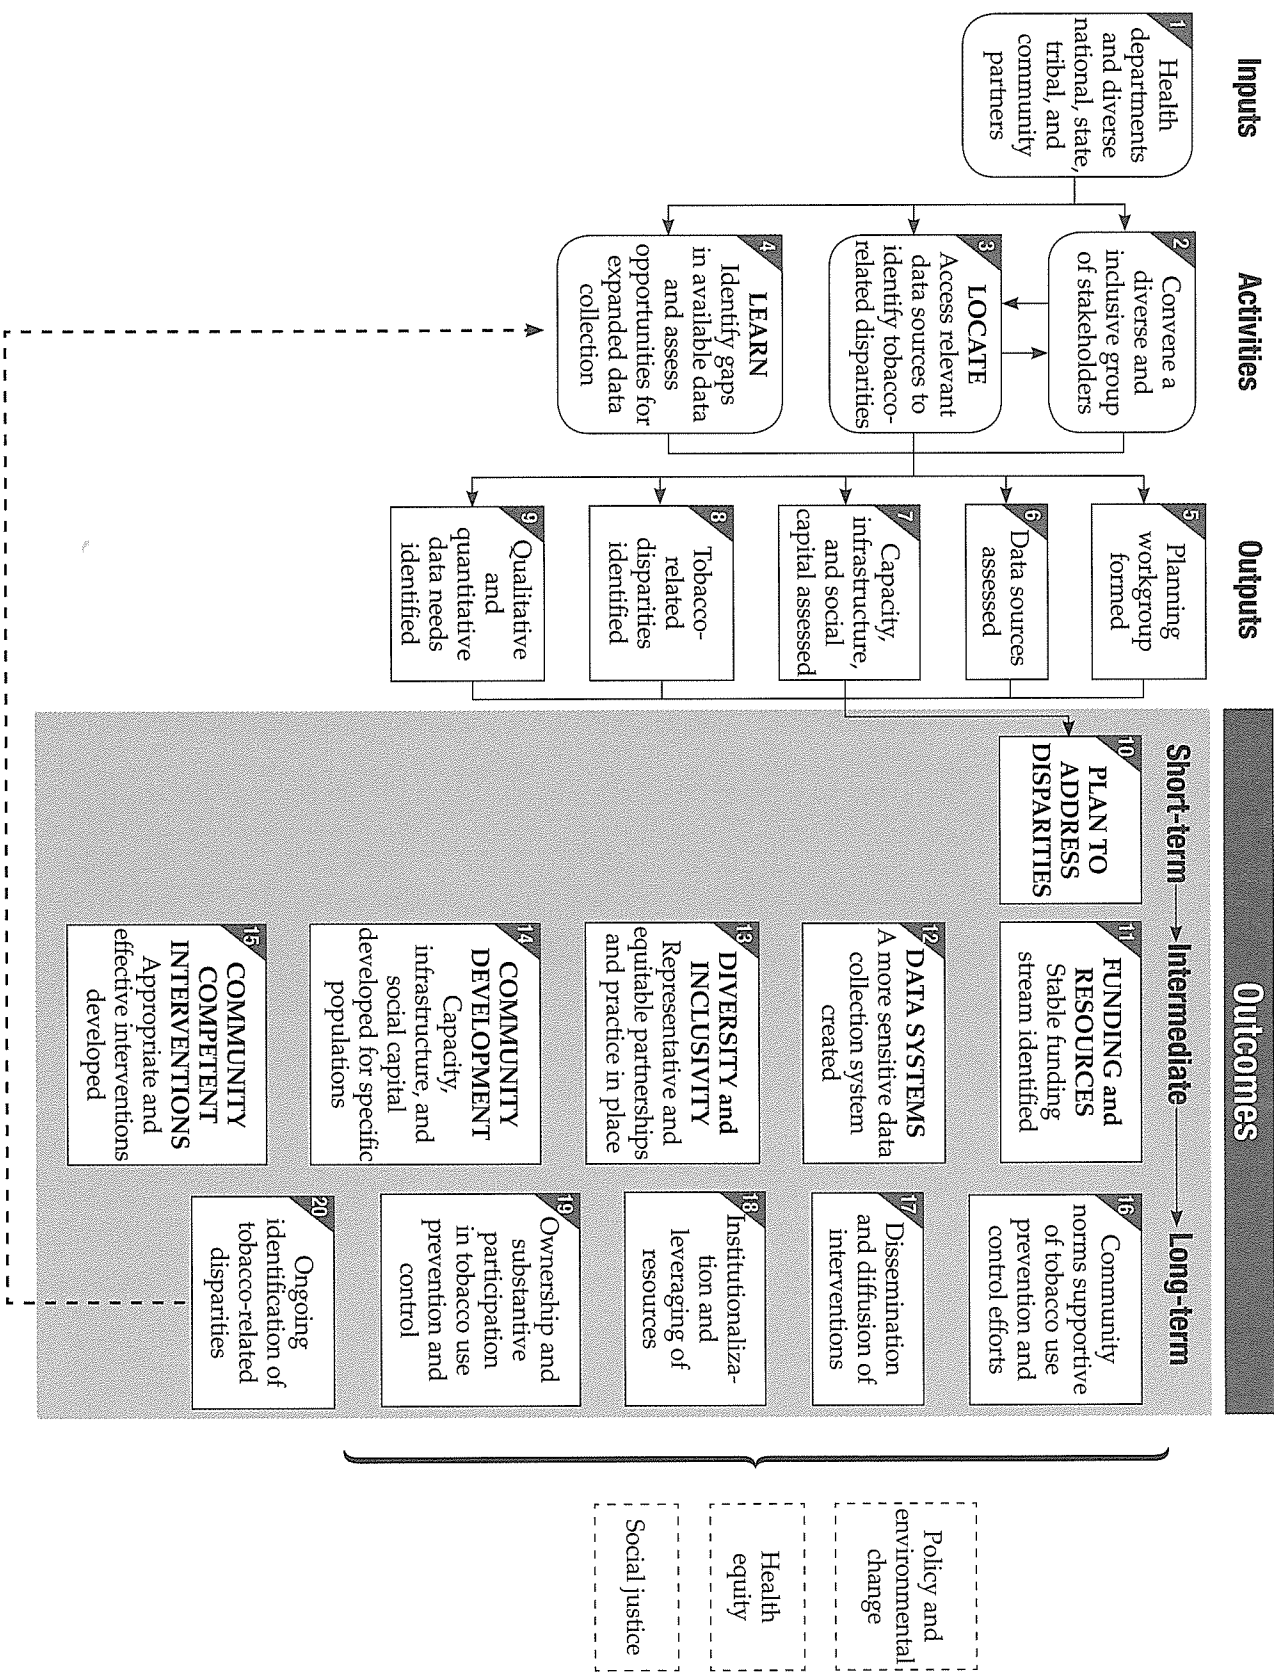 Inputs
Activities
Outputs
Outcomes
Short-term
Intermediate
Long-term
1
Health
departments
and diverse
national, state,
tribal, and
community
partners
2
Convene a
diverse and
inclusive group
of stakeholders
3
LOCATE
Access relevant
data sources to
identify tobacco-
related disparities
4
LEARN
Identify gaps
in available data
and assess
opportunities for
expanded data
collection
5
Planning
workgroup
formed
6
Data sources
assessed
7
Capacity,
infrastructure,
and social
capital assessed
8
Tobacco-
related
disparities
identified
9
Qualitative
and
quantitative
data needs
identified
10
PLAN TO
ADDRESS
DISPARITIES
11
FUNDING and
RESOURCES
Stable funding
stream identified
12
DATA SYSTEMS
A more sensitive data
collection system
created
13
DIVERSITY and
INCLUSIVITY
Representative and
equitable partnerships
and practice in place
14
COMMUNITY
DEVELOPMENT
Capacity,
infrastructure, and
social capital
developed for specific
populations
15
COMMUNITY
COMPETENT
INTERVENTIONS
Appropriate and
effective interventions
developed
16
Community
norms supportive
of tobacco use
prevention and
control efforts
17
Dissemination
and diffusion of
interventions
18
Institutionaliza-
tion and
leveraging of
resources
19
Ownership and
substantive
participation
in tobacco use
prevention and
control
20
Ongoing
identification of
tobacco-related
disparities
Policy and
environmental
change
Health
equity
Social justice